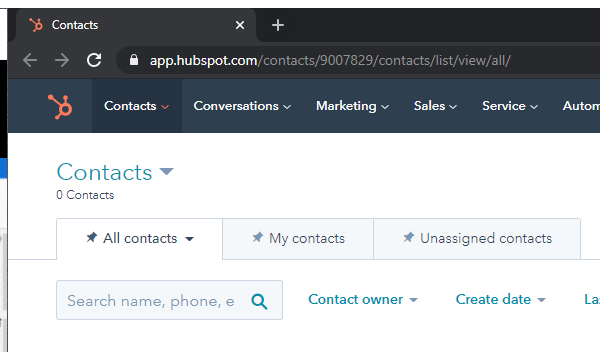 Contacts
app.hubspot.com/contacts/9007829/contacts/list/view/all/
Contacts Conversations Marketing Sales Service Autom
Contacts
0 Contacts
All contacts My contacts Unassigned contacts
Search name, phone, e Contact owner Create date La